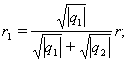 r₁ = √|q₁| / (√|q₁| + √|q₂|) r;